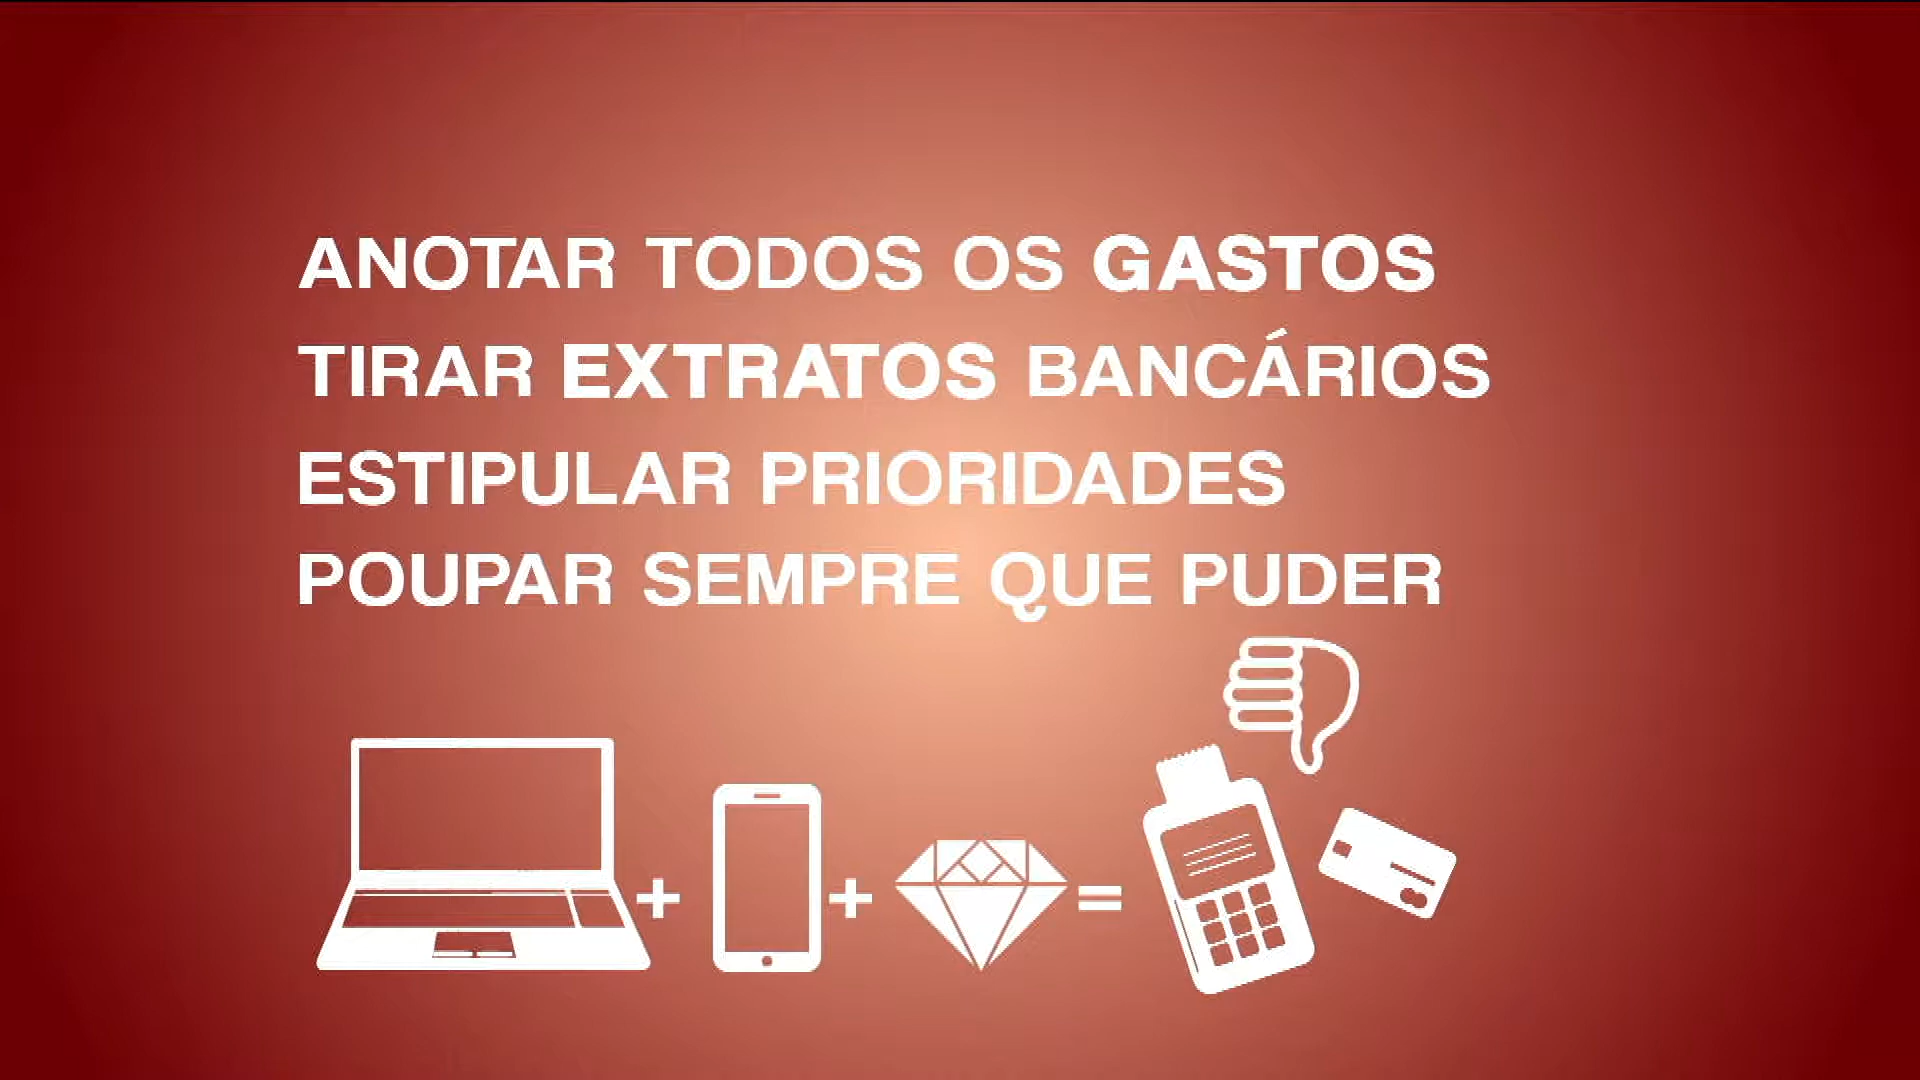 ANOTAR TODOS OS GASTOS
TIRAR EXTRATOS BANCÁRIOS
ESTIPULAR PRIORIDADES
POUPAR SEMPRE QUE PUDER
+ + =